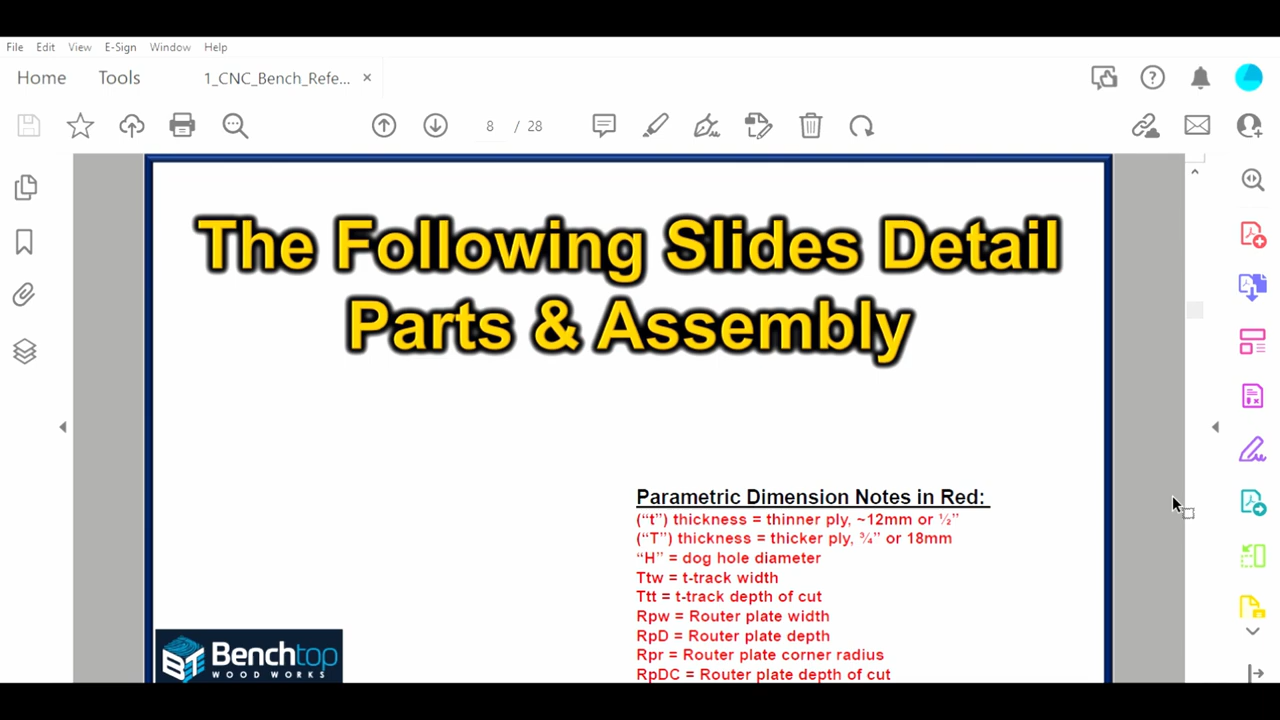 File Edit View E-Sign Window Help
Home Tools 1_CNC_Bench_Refe... ×
8 / 28
The Following Slides Detail
Parts & Assembly
Parametric Dimension Notes in Red:
(“t”) thickness = thinner ply, ~12mm or ½”
(“T”) thickness = thicker ply, ¾” or 18mm
“H” = dog hole diameter
Ttw = t-track width
Ttt = t-track depth of cut
Rpw = Router plate width
RpD = Router plate depth
Rpr = Router plate corner radius
RpDC = Router plate depth of cut
BT Benchtop
WOOD WORKS